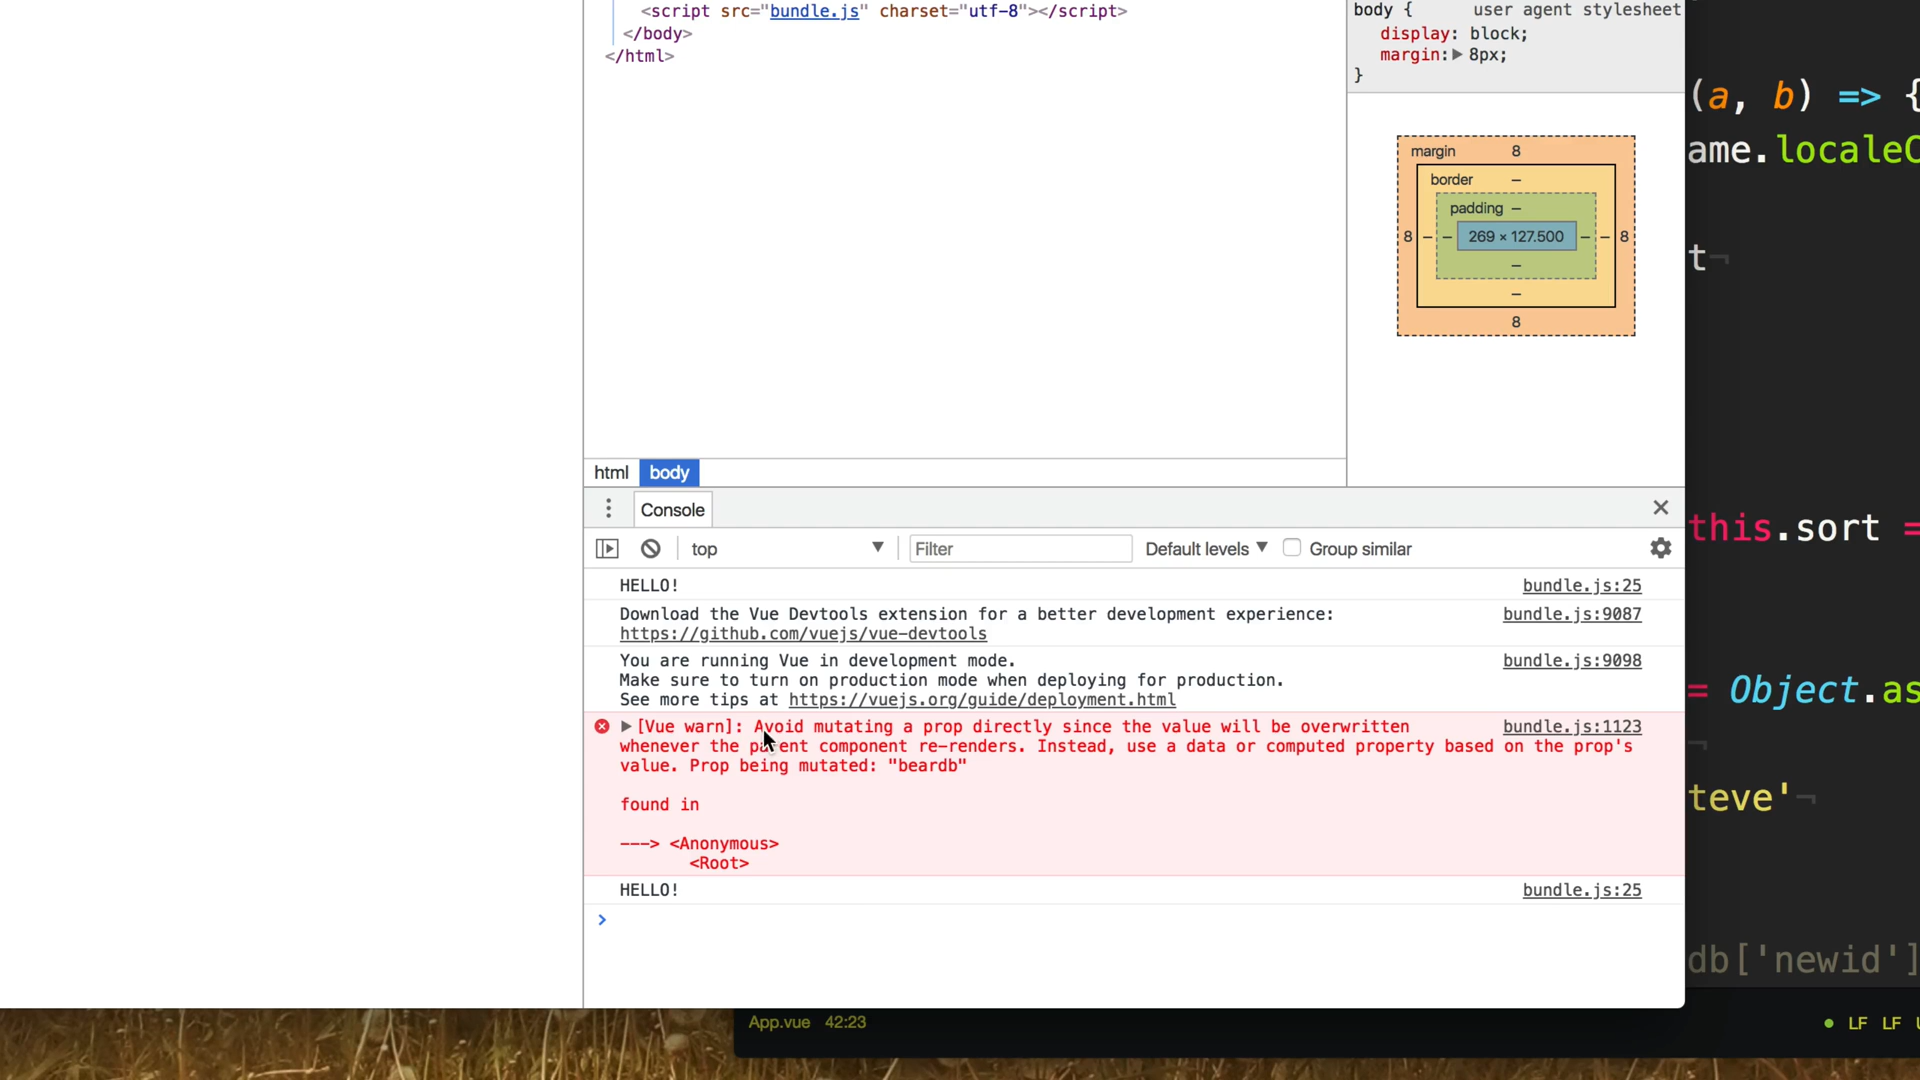 <script src="bundle.js" charset="utf-8"></script>
</body>
</html>
body { user agent stylesheet
display: block;
margin:▶ 8px;
}
margin 8
border –
padding –
8 – – 269 × 127.500 – – 8
–
–
8
(a, b) => {
ame.localeC
t¬
this.sort =
= Object.as
¬
teve'¬
db['newid']
html body
Console
top Filter Default levels Group similar
HELLO! bundle.js:25
Download the Vue Devtools extension for a better development experience: bundle.js:9087
https://github.com/vuejs/vue-devtools
You are running Vue in development mode. bundle.js:9098
Make sure to turn on production mode when deploying for production.
See more tips at https://vuejs.org/guide/deployment.html
▶[Vue warn]: Avoid mutating a prop directly since the value will be overwritten bundle.js:1123
whenever the parent component re-renders. Instead, use a data or computed property based on the prop's
value. Prop being mutated: "beardb"
found in
---> <Anonymous>
<Root>
HELLO! bundle.js:25
>
App.vue 42:23 LF LF